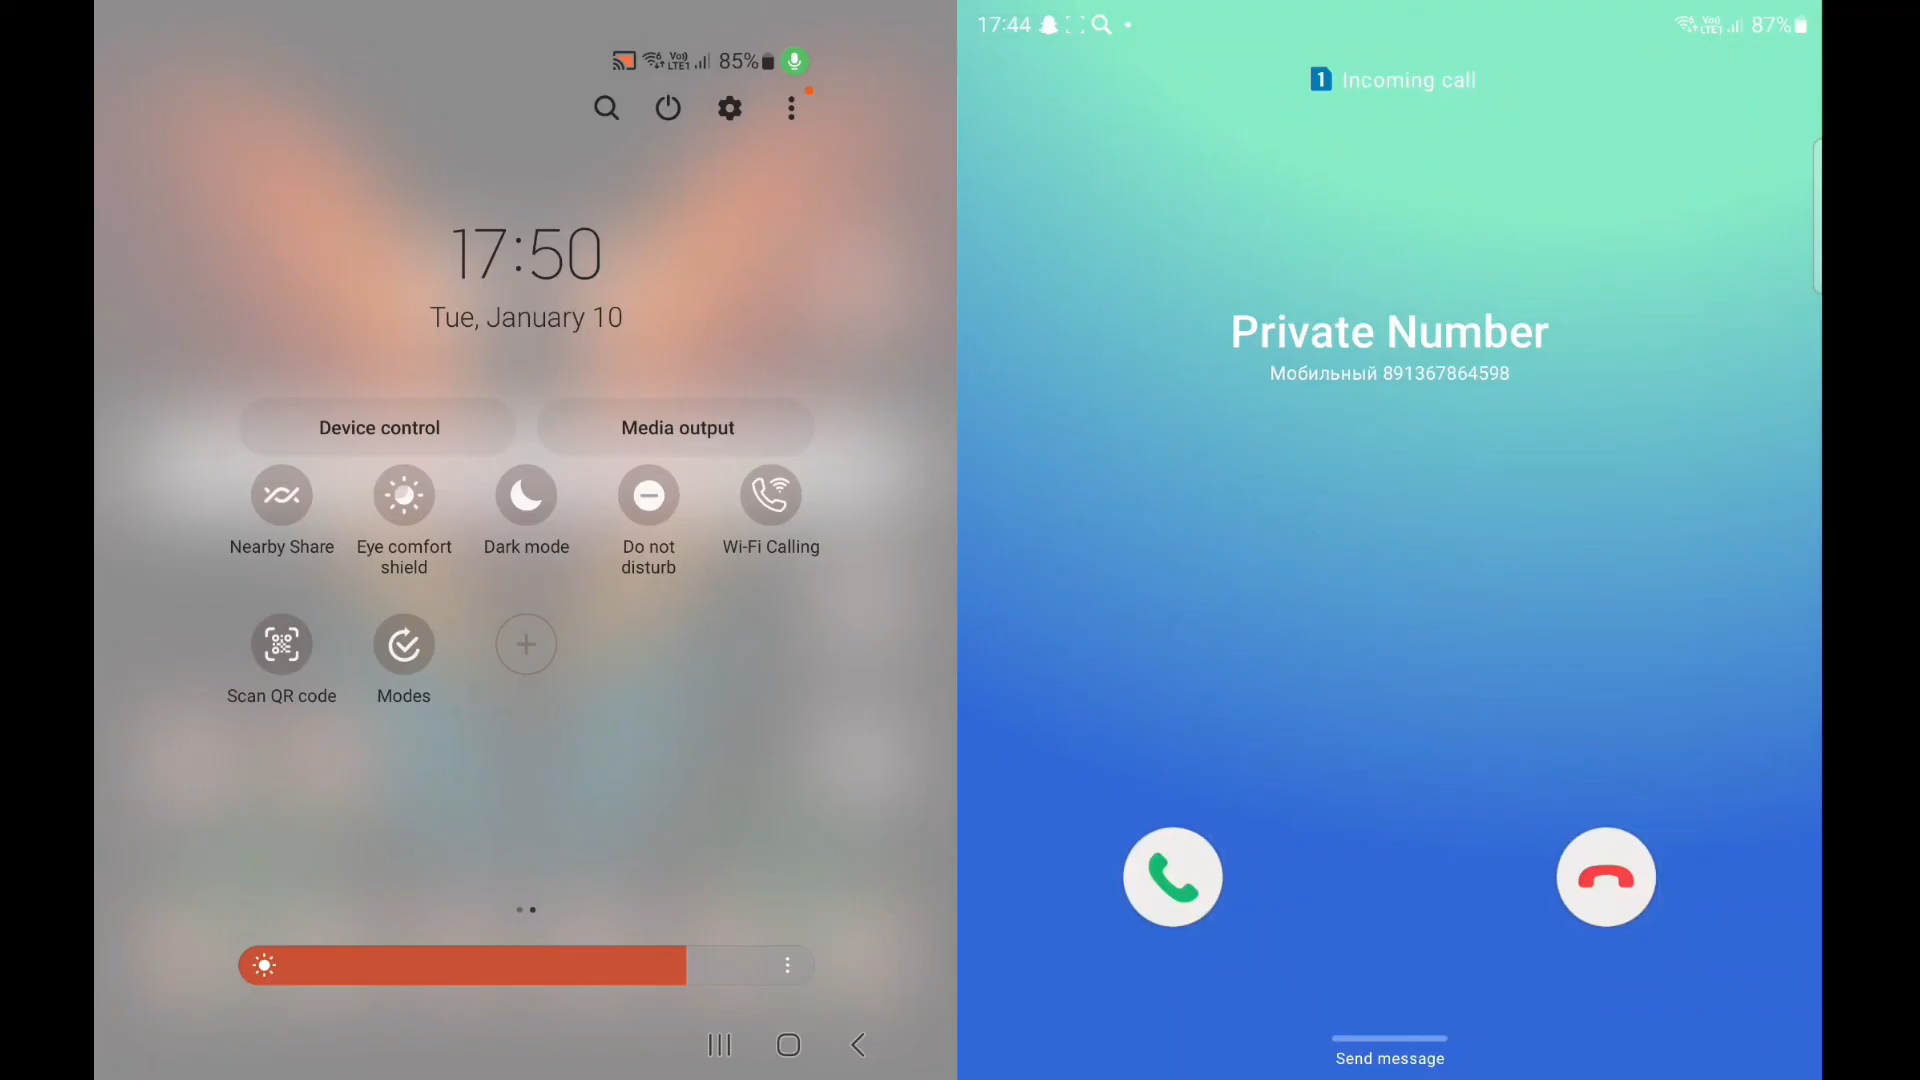 85%
17:50
Tue, January 10
Device control
Media output
Nearby Share
Eye comfort
shield
Dark mode
Do not
disturb
Wi-Fi Calling
Scan QR code
Modes
17:44
Vo))
LTE1
87%
1 Incoming call
Private Number
Мобильный 891367864598
Send message